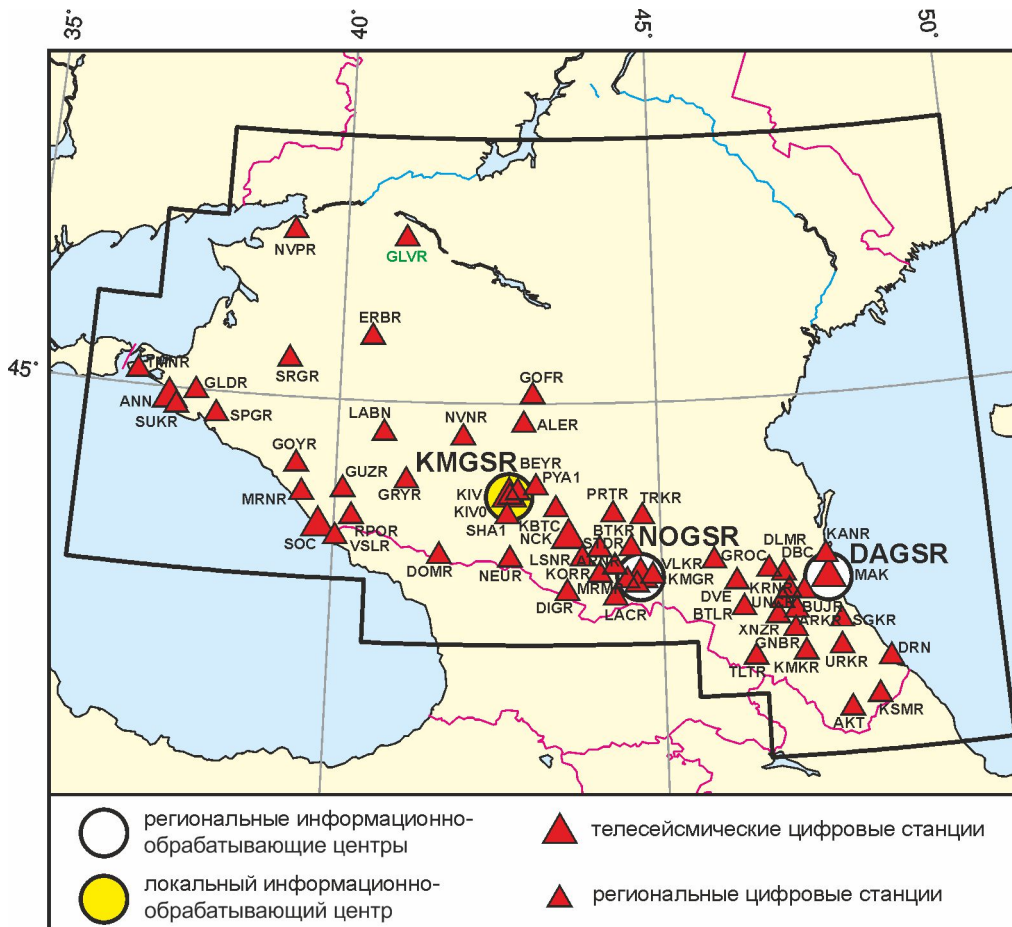 35°
40°
45°
50°
45°
NVPR
GLVR
ERBR
SRGR
GLDR
ANN
SUKR
SPGR
GOFR
ALER
LABN
NVNR
GOYR
GUZR
GRYR
MRNR
SOC
RPOR
VSLR
DOMR
KMGSR
BEYR
PYA1
KIV
KIV0
SHA1
KBTC
NCK
NEUR
PRTR
TRKR
BTKR
NOGSR
LSNR
KORR
DIGR
LACR
VLKR
KMGR
GROC
DLMR
DBC
KANR
DAGSR
MAK
DVE
KRNR
BTLR
BUJR
ARKR
SGKR
XNZR
GNBR
TLTR
KMKR
URKR
DRN
AKT
KSMR
региональные информационно-
обрабатывающие центры
локальный информационно-
обрабатывающий центр
телесейсмические цифровые станции
региональные цифровые станции